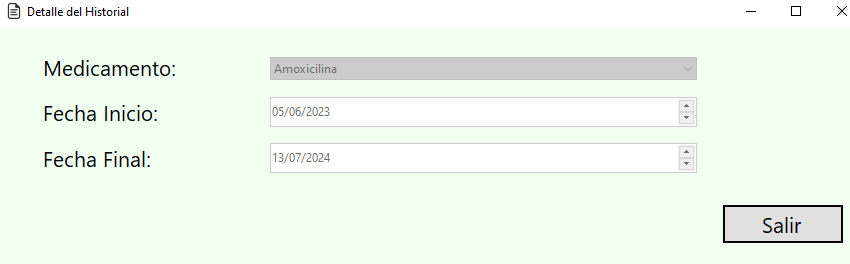 Detalle del Historial
Medicamento: Amoxicilina
Fecha Inicio: 05/06/2023
Fecha Final: 13/07/2024
Salir